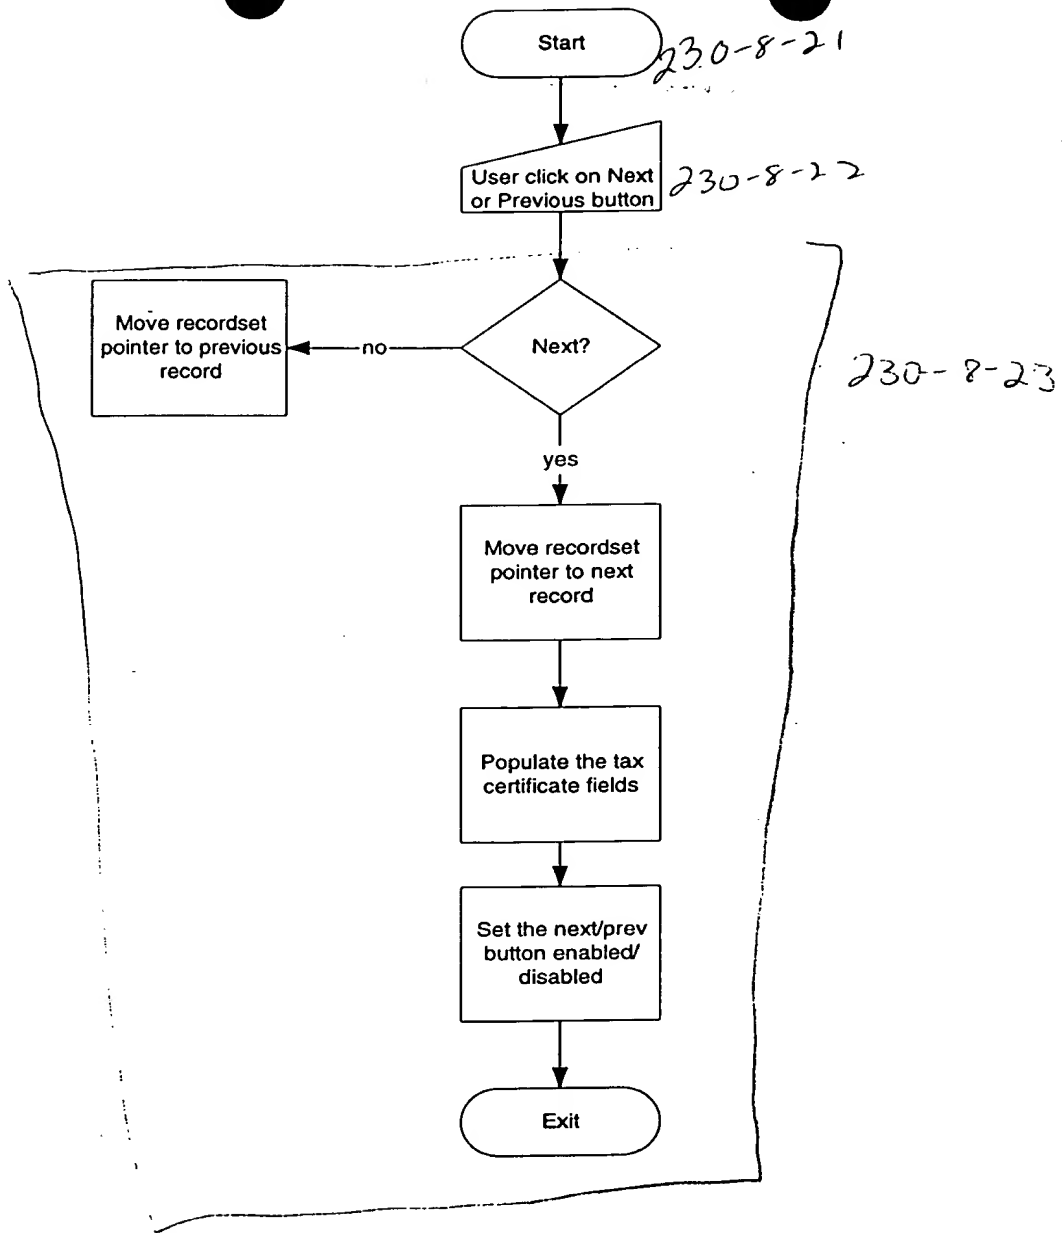 Start
230-8-21
User click on Next
or Previous button
230-8-22
Next?
no
Move recordset
pointer to previous
record
230-8-23
yes
Move recordset
pointer to next
record
Populate the tax
certificate fields
Set the next/prev
button enabled/
disabled
Exit